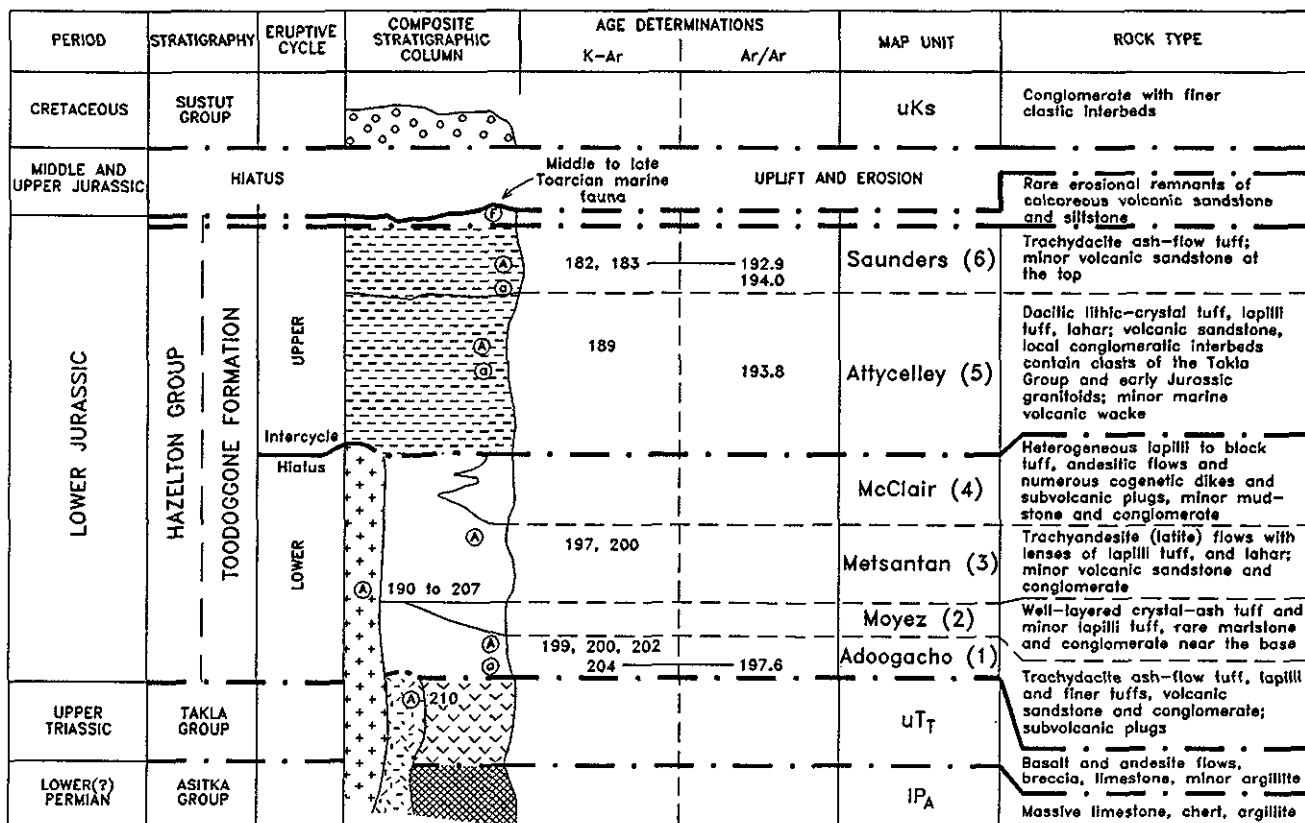 PERIOD
STRATIGRAPHY
ERUPTIVE
CYCLE
COMPOSITE
STRATIGRAPHIC
COLUMN
AGE DETERMINATIONS
K-Ar
Ar/Ar
MAP UNIT
ROCK TYPE
CRETACEOUS
SUSTUT
GROUP
uKs
Conglomerate with finer
clastic interbeds
MIDDLE AND
UPPER JURASSIC
HIATUS
Middle to late
Toarcian marine
fauna
UPLIFT AND EROSION
Rare erosional remnants of
calcareous volcanic sandstone
and siltstone
F
LOWER JURASSIC
HAZELTON GROUP
TOODOGGONE FORMATION
UPPER
A
182, 183
192.9
a
194.0
Saunders (6)
Trachydacite ash-flow tuff;
minor volcanic sandstone at
the top
A
189
a
193.8
Attycelley (5)
Dacitic lithic-crystal tuff, lapilli
tuff, lahar; volcanic sandstone,
local conglomeratic interbeds
contain clasts of the Takla
Group and early Jurassic
granitoids; minor marine
volcanic wacke
Intercycle
Hiatus
McClair (4)
Heterogeneous lapilli to block
tuff, andesitic flows and
numerous cogenetic dikes and
subvolcanic plugs, minor mud-
stone and conglomerate
LOWER
A
197, 200
Metsantan (3)
Trachyandesite (latite) flows with
lenses of lapilli tuff, and lahar;
minor volcanic sandstone and
conglomerate
A
190 to 207
Moyez (2)
Well-layered crystal-ash tuff and
minor lapilli tuff, rare marlstone
and conglomerate near the base
A
199, 200, 202
a
204
197.6
Adoogacho (1)
Trachydacite ash-flow tuff, lapilli
and finer tuffs, volcanic
sandstone and conglomerate;
subvolcanic plugs
UPPER
TRIASSIC
TAKLA
GROUP
A
210
uTT
Basalt and andesite flows,
breccia, limestone, minor argillite
LOWER(?)
PERMIAN
ASITKA
GROUP
lPA
Massive limestone, chert, argillite